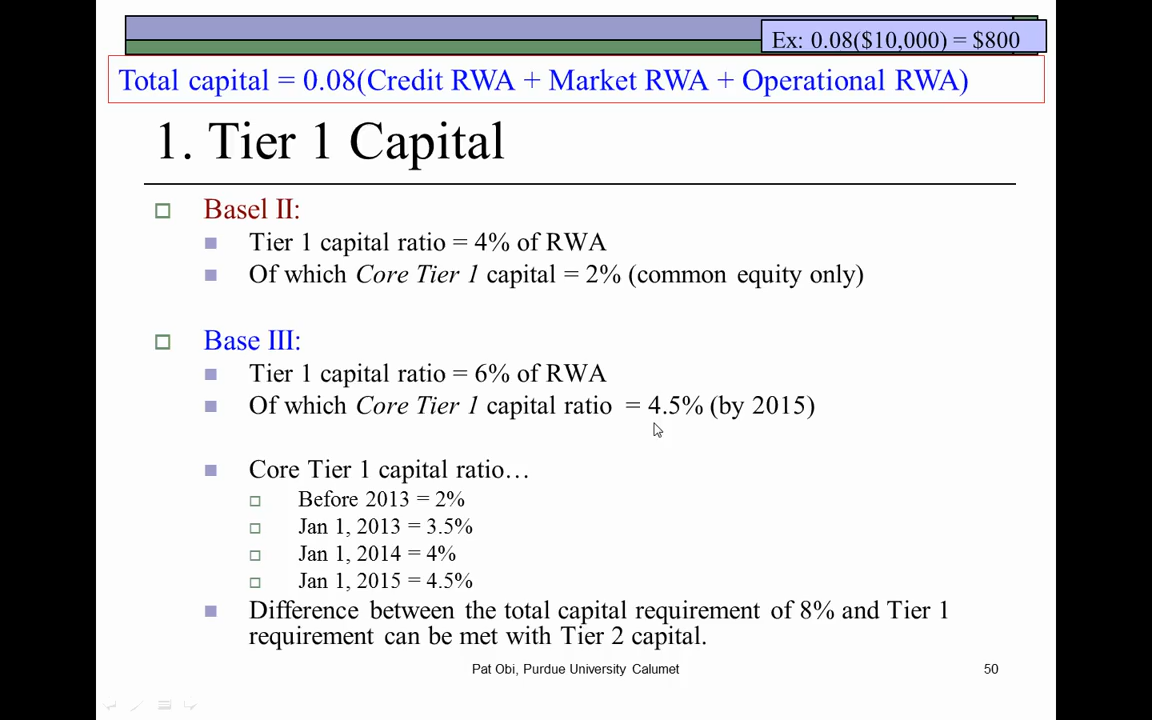 Ex: 0.08($10,000) = $800
Total capital = 0.08(Credit RWA + Market RWA + Operational RWA)
1. Tier 1 Capital
Basel II:
Tier 1 capital ratio = 4% of RWA
Of which Core Tier 1 capital = 2% (common equity only)
Base III:
Tier 1 capital ratio = 6% of RWA
Of which Core Tier 1 capital ratio = 4.5% (by 2015)
Core Tier 1 capital ratio…
Before 2013 = 2%
Jan 1, 2013 = 3.5%
Jan 1, 2014 = 4%
Jan 1, 2015 = 4.5%
Difference between the total capital requirement of 8% and Tier 1
requirement can be met with Tier 2 capital.
Pat Obi, Purdue University Calumet
50